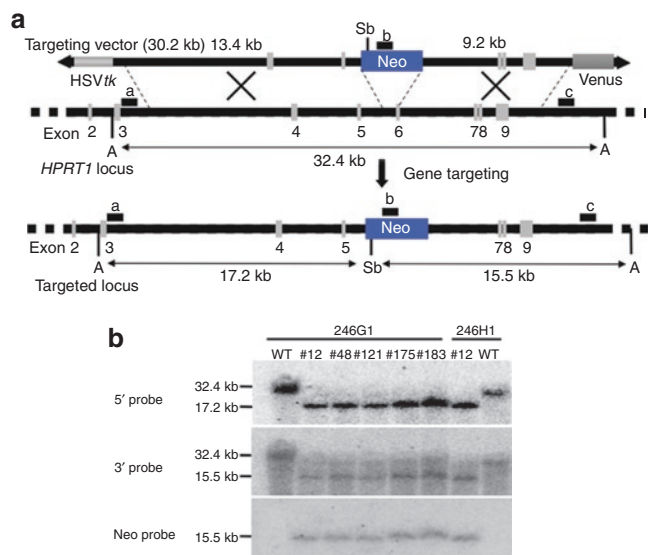 a
Sb
Targeting vector (30.2 kb) 13.4 kb
b
9.2 kb
Neo
HSVtk
Venus
a
c
Exon 2 3 4 5 6 78 9
A
A
HPRT1 locus
32.4 kb
Gene targeting
a
b
c
Neo
Exon 2 3 4 5 78 9
A
Sb
A
Targeted locus
17.2 kb
15.5 kb
b
246G1 246H1
WT #12 #48 #121 #175 #183 #12 WT
5′ probe
32.4 kb
17.2 kb
3′ probe
32.4 kb
15.5 kb
Neo probe
15.5 kb